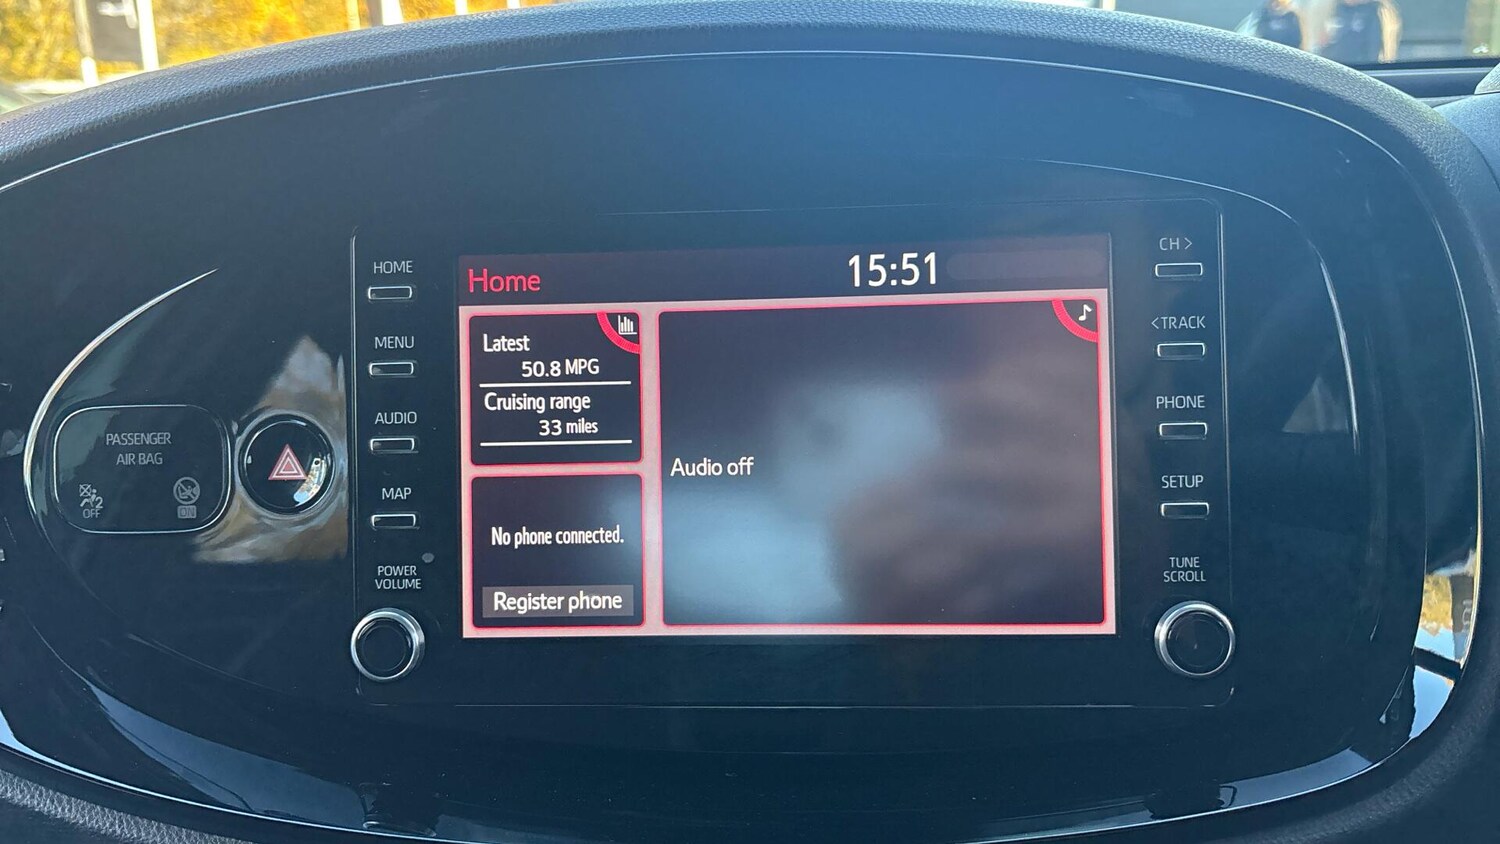 HOME
MENU
AUDIO
MAP
POWER
VOLUME
PASSENGER
AIR BAG
2
OFF
ON
Home
15:51
Latest
50.8 MPG
Cruising range
33 miles
No phone connected.
Register phone
Audio off
CH >
<TRACK
PHONE
SETUP
TUNE
SCROLL